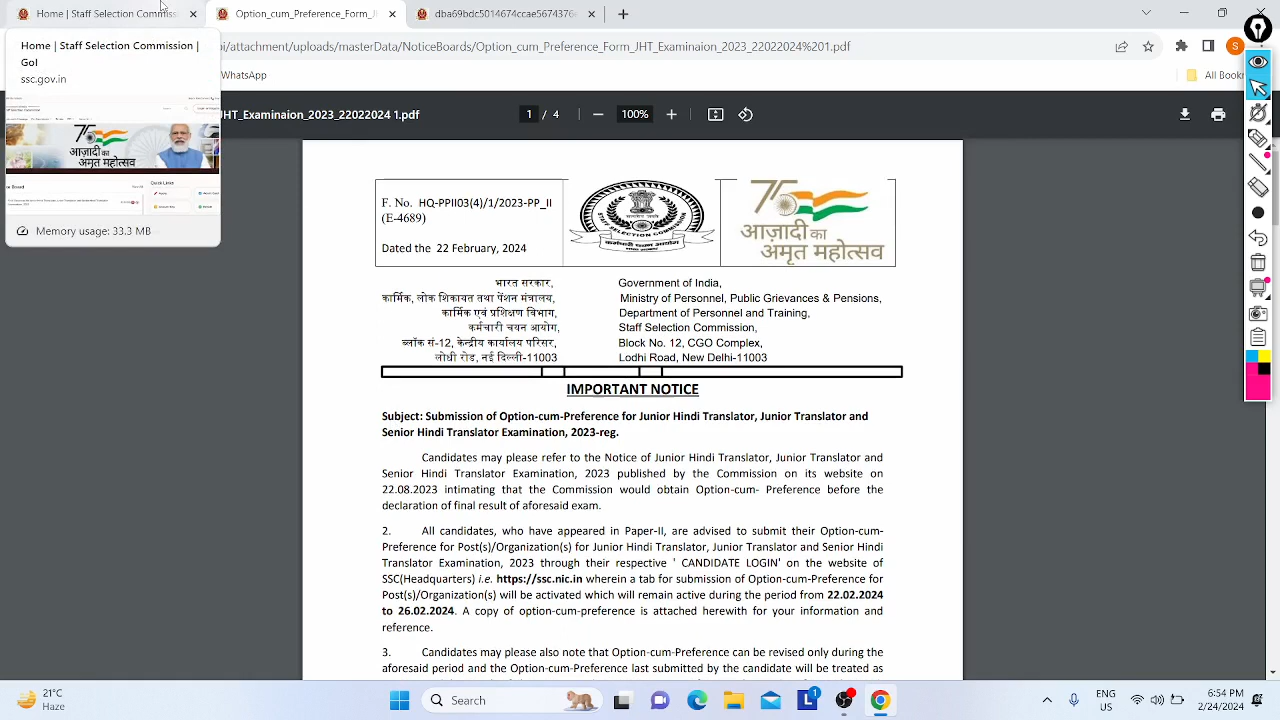 Home | Staff Selection Commissi
Option_cum_Preference_Form_J
dba69bdc5014674ccae5674376
Home | Staff Selection Commission |
GoI
ssc.gov.in
i/attachment/uploads/masterData/NoticeBoards/Option_cum_Preference_Form_JHT_Examinaion_2023_22022024%201.pdf
S
WhatsApp
All Bookm
HT_Examinaion_2023_22022024 1.pdf
/ 4
100%
75
आज़ादी का
अमृत महोत्सव
Quick Links
Memory usage: 33.3 MB
F. No.
(E-4689)
Dated the 22 February, 2024
75
आज़ादी का
अमृत महोत्सव
भारत सरकार, Government of India,
कार्मिक, लोक शिकायत तथा पेंशन मंत्रालय, Ministry of Personnel, Public Grievances & Pensions,
कार्मिक एवं प्रशिक्षण विभाग, Department of Personnel and Training,
कर्मचारी चयन आयोग, Staff Selection Commission,
ब्लाक सं-12, केन्द्रीय कार्यालय परिसर, Block No. 12, CGO Complex,
लोधी रोड, नई दिल्ली-11003 Lodhi Road, New Delhi-11003
IMPORTANT NOTICE
Subject: Submission of Option-cum-Preference for Junior Hindi Translator, Junior Translator and
Senior Hindi Translator Examination, 2023-reg.
Candidates may please refer to the Notice of Junior Hindi Translator, Junior Translator and
Senior Hindi Translator Examination, 2023 published by the Commission on its website on
22.08.2023 intimating that the Commission would obtain Option-cum- Preference before the
declaration of final result of aforesaid exam.
2. All candidates, who have appeared in Paper-II, are advised to submit their Option-cum-
Preference for Post(s)/Organization(s) for Junior Hindi Translator, Junior Translator and Senior Hindi
Translator Examination, 2023 through their respective ' CANDIDATE LOGIN' on the website of
SSC(Headquarters) i.e. https://ssc.nic.in wherein a tab for submission of Option-cum-Preference for
Post(s)/Organization(s) will be activated which will remain active during the period from 22.02.2024
to 26.02.2024. A copy of option-cum-preference is attached herewith for your information and
reference.
3. Candidates may please also note that Option-cum-Preference can be revised only during the
aforesaid period and the Option-cum-Preference last submitted by the candidate will be treated as
21°C
Haze
Search
1
ENG
US
6:54 PM
2/24/2024